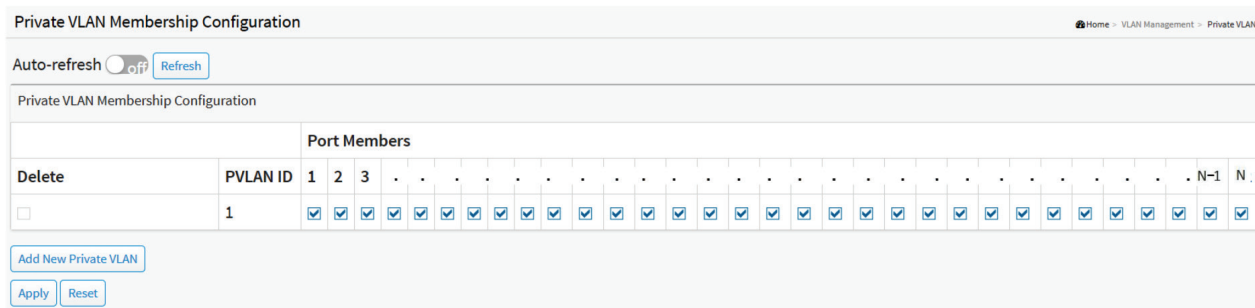 Private VLAN Membership Configuration
Home > VLAN Management > Private VLAN
Auto-refresh off Refresh
Private VLAN Membership Configuration
Port Members
Delete PVLAN ID 1 2 3 . . . . . . . . . . . . . . . . . . . . . . . . . . N-1 N
1
Add New Private VLAN
Apply Reset